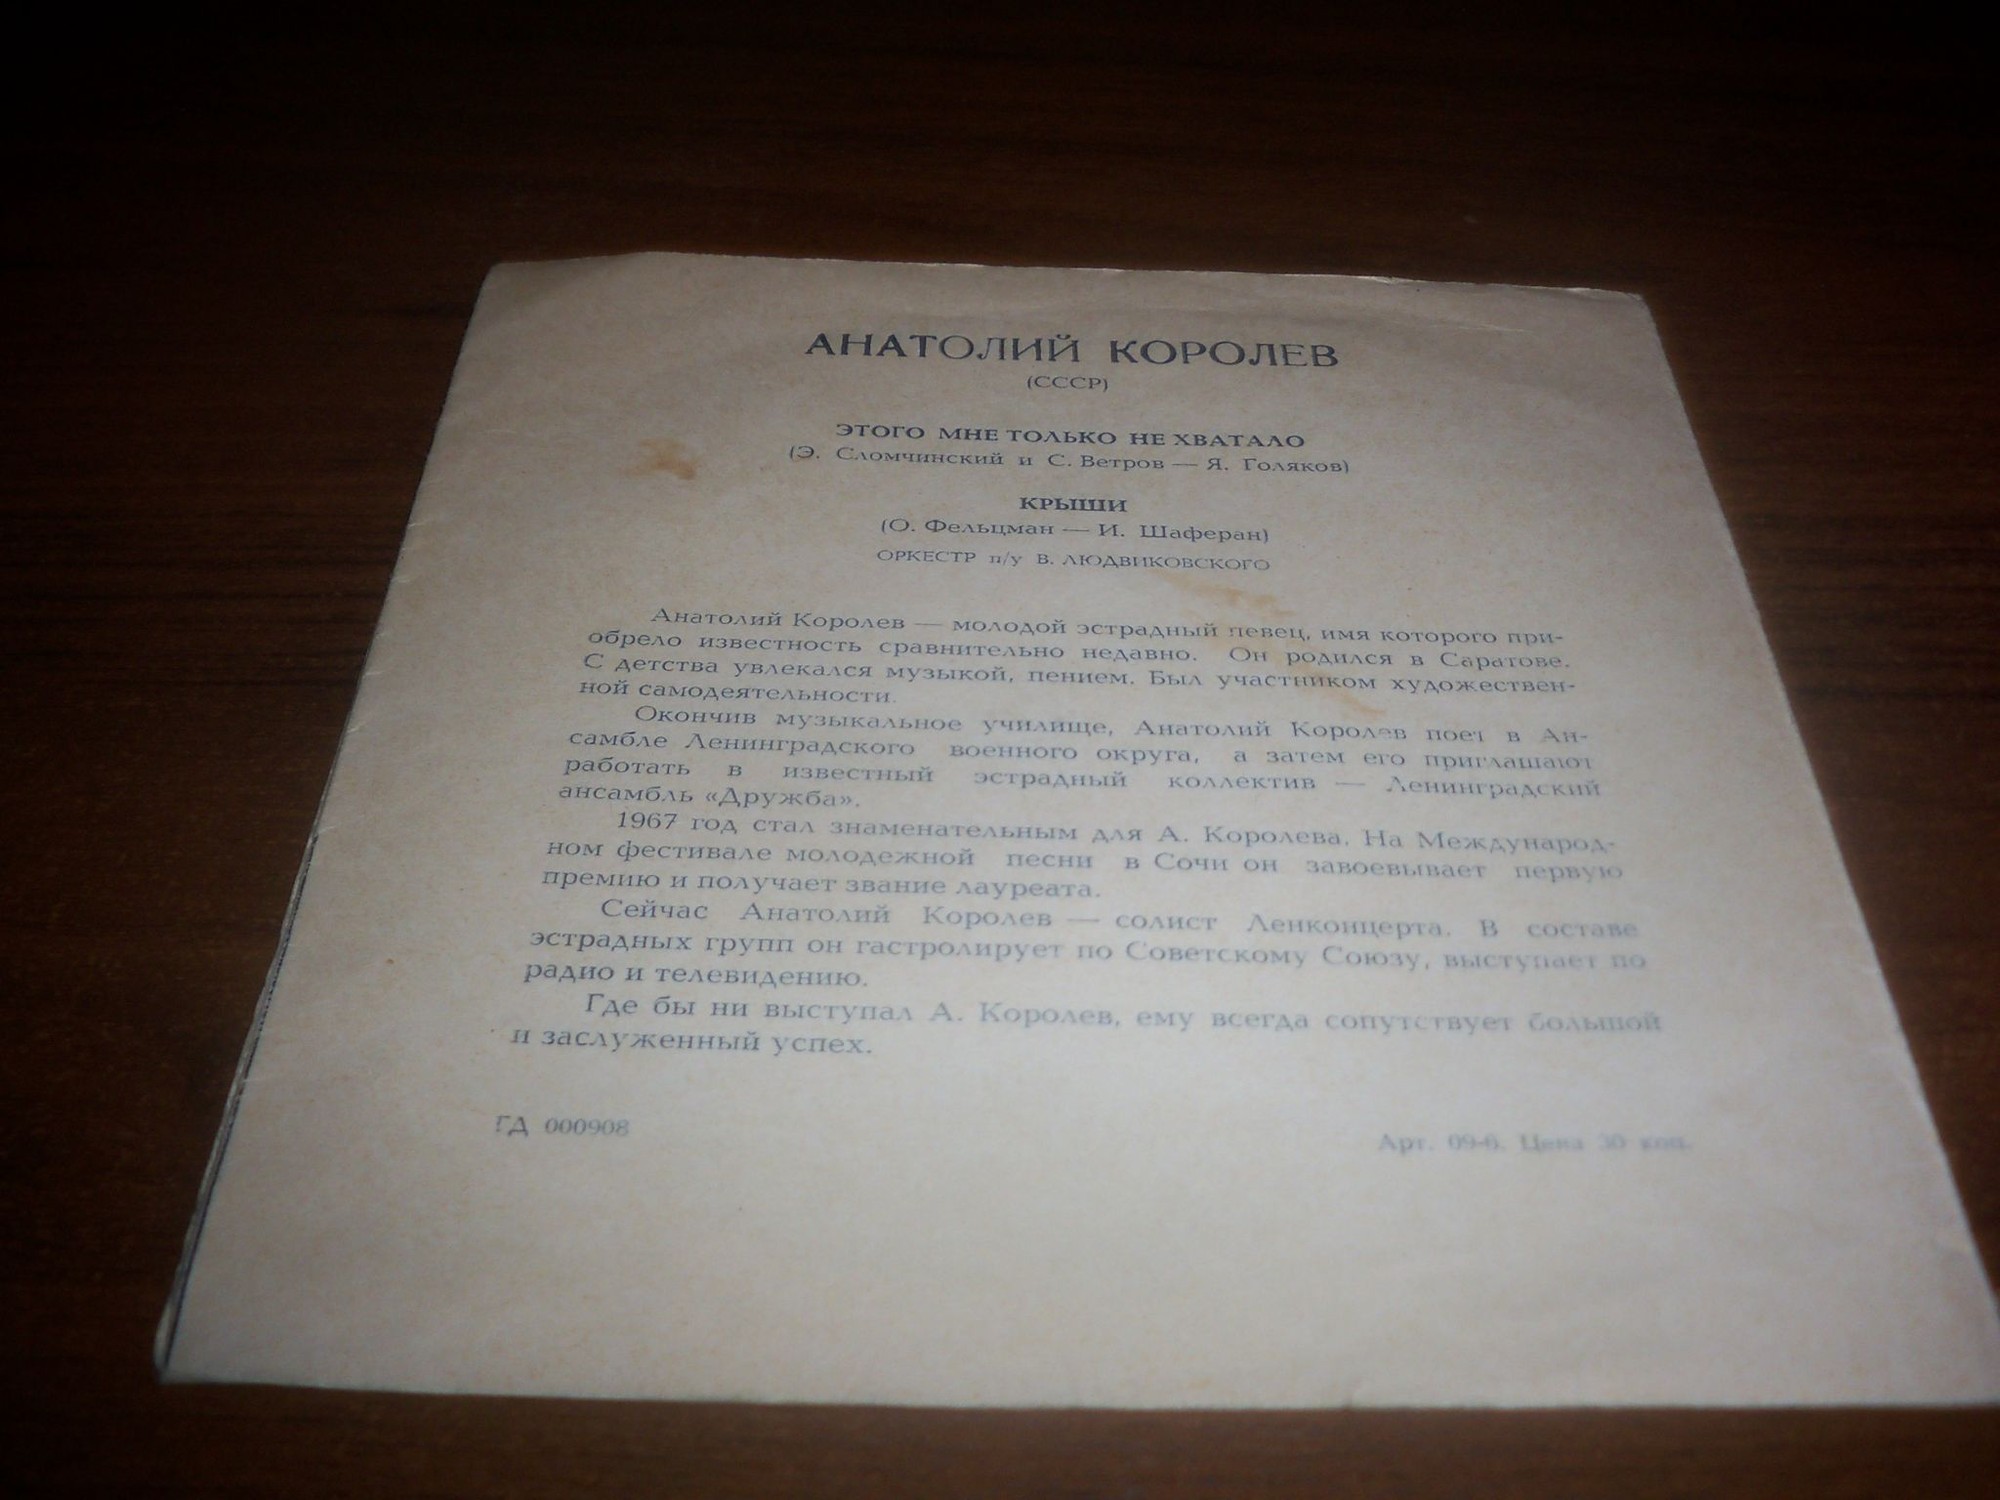 АНАТОЛИЙ КОРОЛЕВ
(СССР)
ЭТОГО МНЕ ТОЛЬКО НЕ ХВАТАЛО
(Э. Сломчинский и С. Ветров — Я. Голяков)
КРЫШИ
(О. Фельцман — И. Шаферан)
ОРКЕСТР п/у В. ЛЮДВИКОВСКОГО
Анатолий Королев — молодой эстрадный певец, имя которого при-
обрело известность сравнительно недавно. Он родился в Саратове.
С детства увлекался музыкой, пением. Был участником художествен-
ной самодеятельности.
Окончив музыкальное училище, Анатолий Королев поет в Ан-
самбле Ленинградского военного округа, а затем его приглашают
работать в известный эстрадный коллектив — Ленинградский
ансамбль «Дружба».
1967 год стал знаменательным для А. Королева. На Международ-
ном фестивале молодежной песни в Сочи он завоевывает первую
премию и получает звание лауреата.
Сейчас Анатолий Королев — солист Ленконцерта. В составе
эстрадных групп он гастролирует по Советскому Союзу, выступает по
радио и телевидению.
Где бы ни выступал А. Королев, ему всегда сопутствует большой
и заслуженный успех.
ГД 000908
Арт. 09-6. Цена 30 коп.